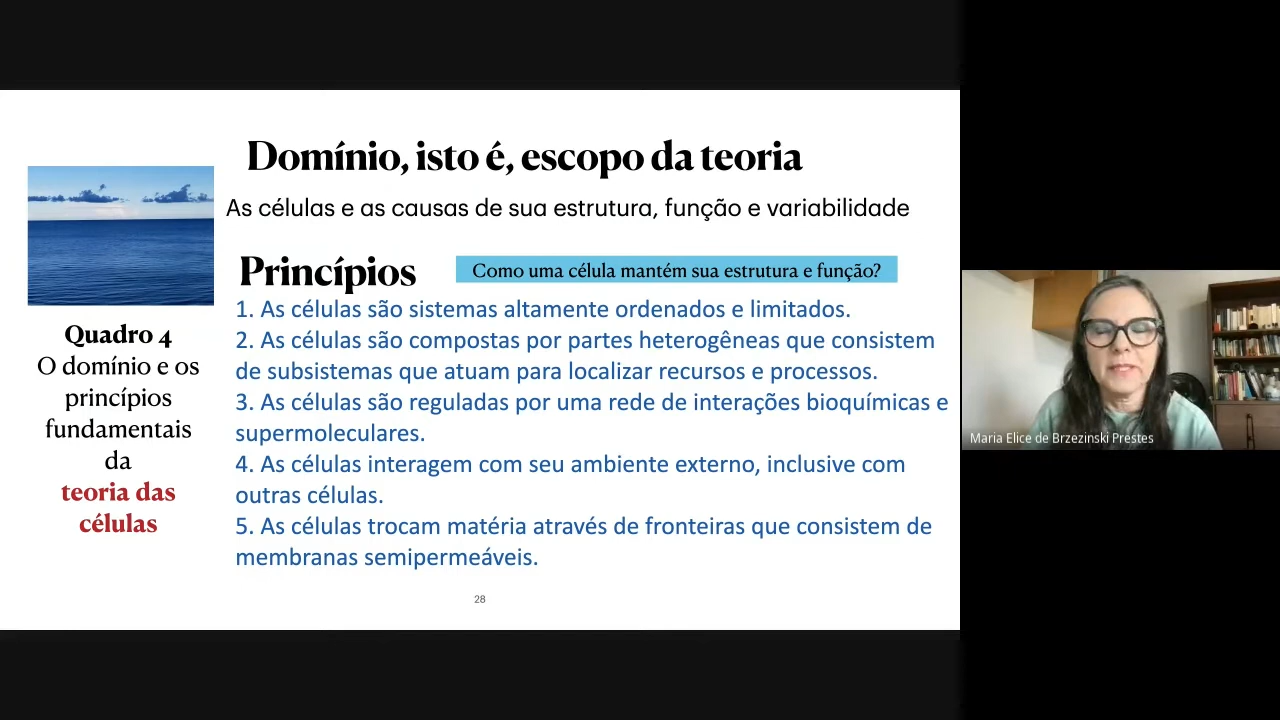 Domínio, isto é, escopo da teoria
As células e as causas de sua estrutura, função e variabilidade
Princípios
Como uma célula mantém sua estrutura e função?
1. As células são sistemas altamente ordenados e limitados.
2. As células são compostas por partes heterogêneas que consistem
de subsistemas que atuam para localizar recursos e processos.
3. As células são reguladas por uma rede de interações bioquímicas e
supermoleculares.
4. As células interagem com seu ambiente externo, inclusive com
outras células.
5. As células trocam matéria através de fronteiras que consistem de
membranas semipermeáveis.
Quadro 4
O domínio e os
princípios
fundamentais
da
teoria das
células
28
Maria Elice de Brzezinski Prestes